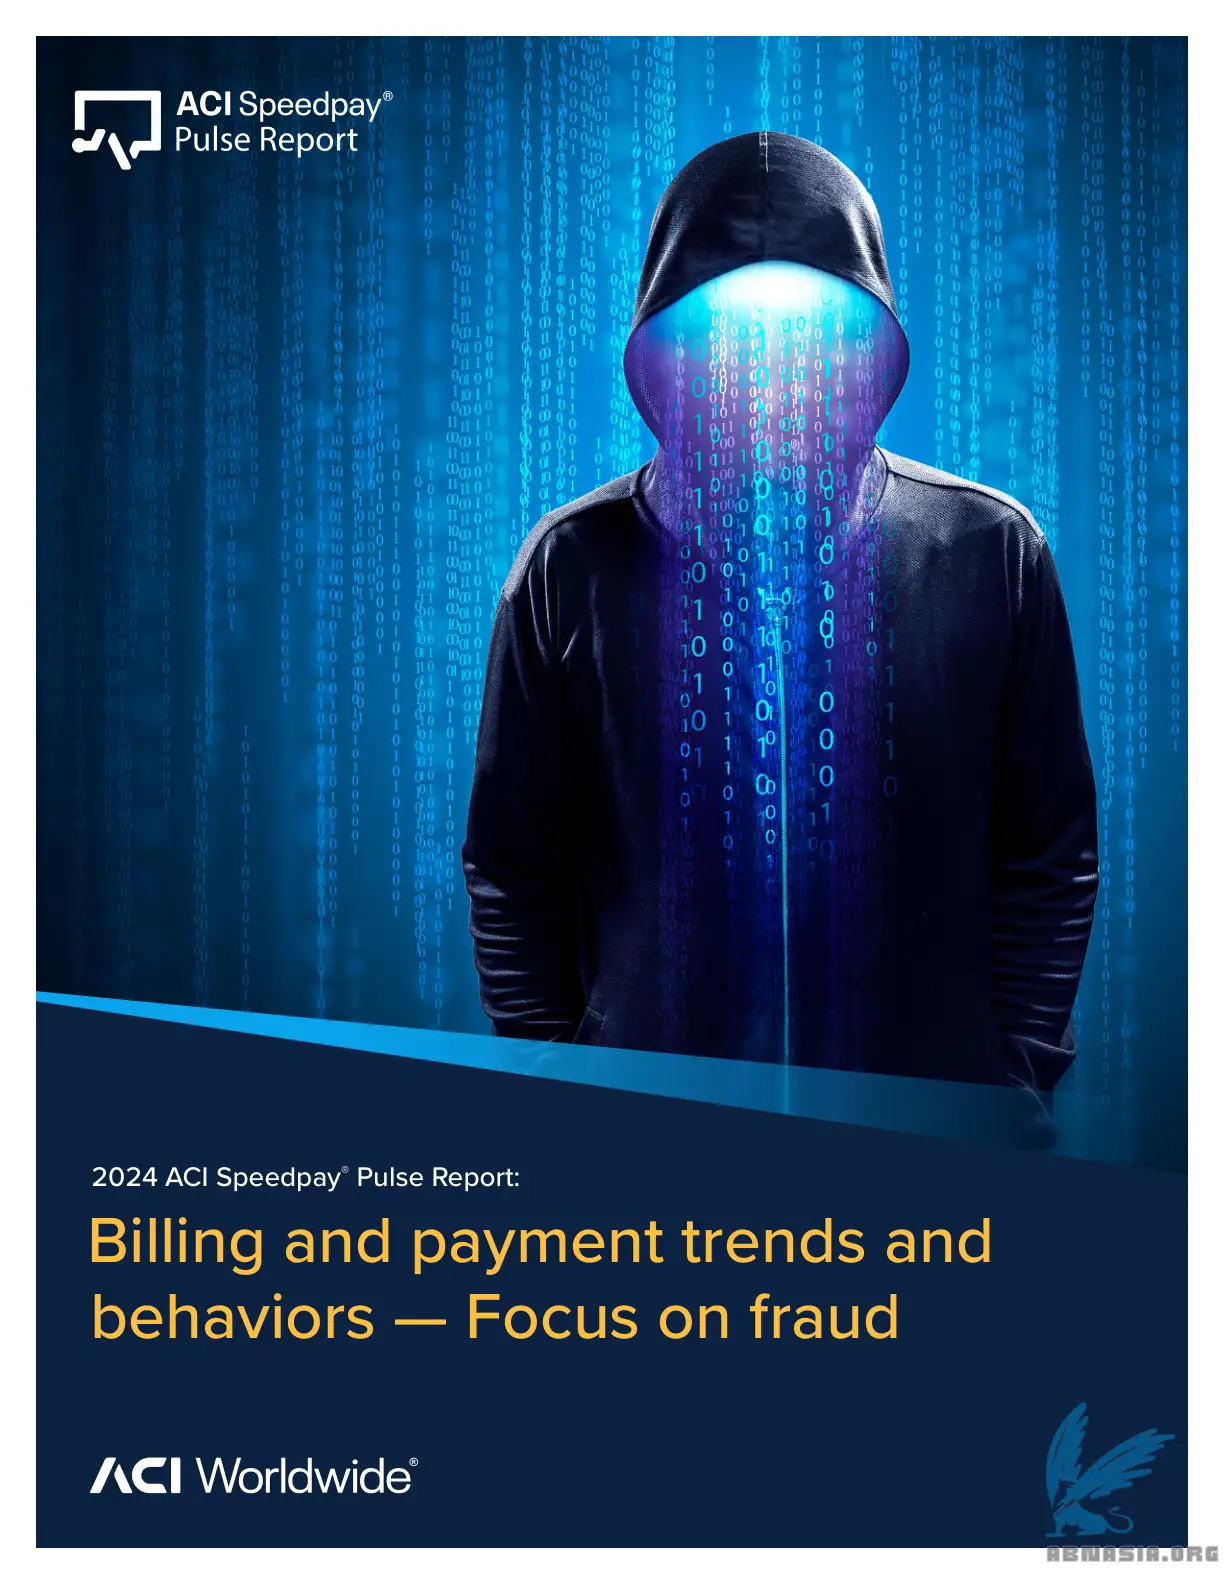 ACI Speedpay®
Pulse Report
2024 ACI Speedpay® Pulse Report:
Billing and payment trends and
behaviors — Focus on fraud
ACI Worldwide®
ABMASIA.ORG